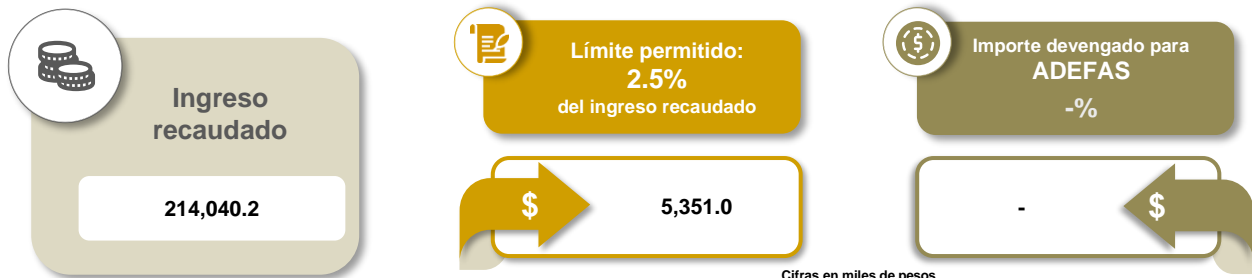 Ingreso
recaudado
214,040.2
Límite permitido:
2.5%
del ingreso recaudado
$ 5,351.0
Importe devengado para
ADEFAS
-%
- $
Cifras en miles de pesos